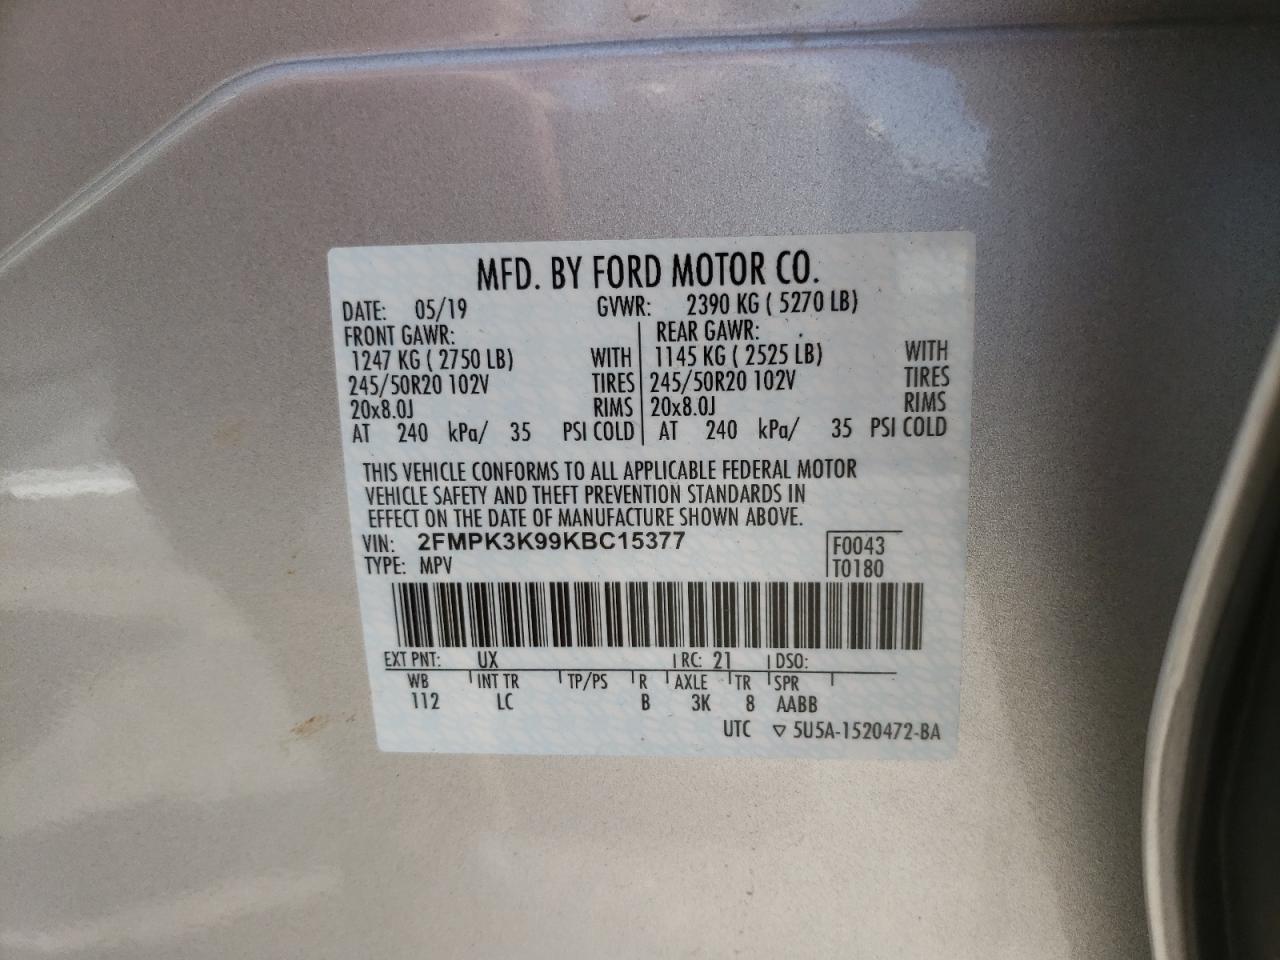 MFD. BY FORD MOTOR CO.
DATE: 05/19 GVWR: 2390 KG ( 5270 LB)
FRONT GAWR: REAR GAWR:
1247 KG ( 2750 LB) WITH 1145 KG ( 2525 LB) WITH
245/50R20 102V TIRES 245/50R20 102V TIRES
20x8.0J RIMS 20x8.0J RIMS
AT 240 kPa/ 35 PSI COLD AT 240 kPa/ 35 PSI COLD
THIS VEHICLE CONFORMS TO ALL APPLICABLE FEDERAL MOTOR
VEHICLE SAFETY AND THEFT PREVENTION STANDARDS IN
EFFECT ON THE DATE OF MANUFACTURE SHOWN ABOVE.
VIN: 2FMPK3K99KBC15377 F0043
TYPE: MPV T0180
EXT PNT: UX RC: 21 DSO:
WB INT TR TP/PS R AXLE TR SPR
112 LC B 3K 8 AABB
UTC ▽ 5U5A-1520472-BA